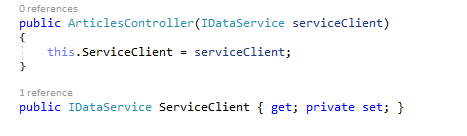 0 references
public ArticlesController(IDataService serviceClient)
{
this.ServiceClient = serviceClient;
}
1 reference
public IDataService ServiceClient { get; private set; }